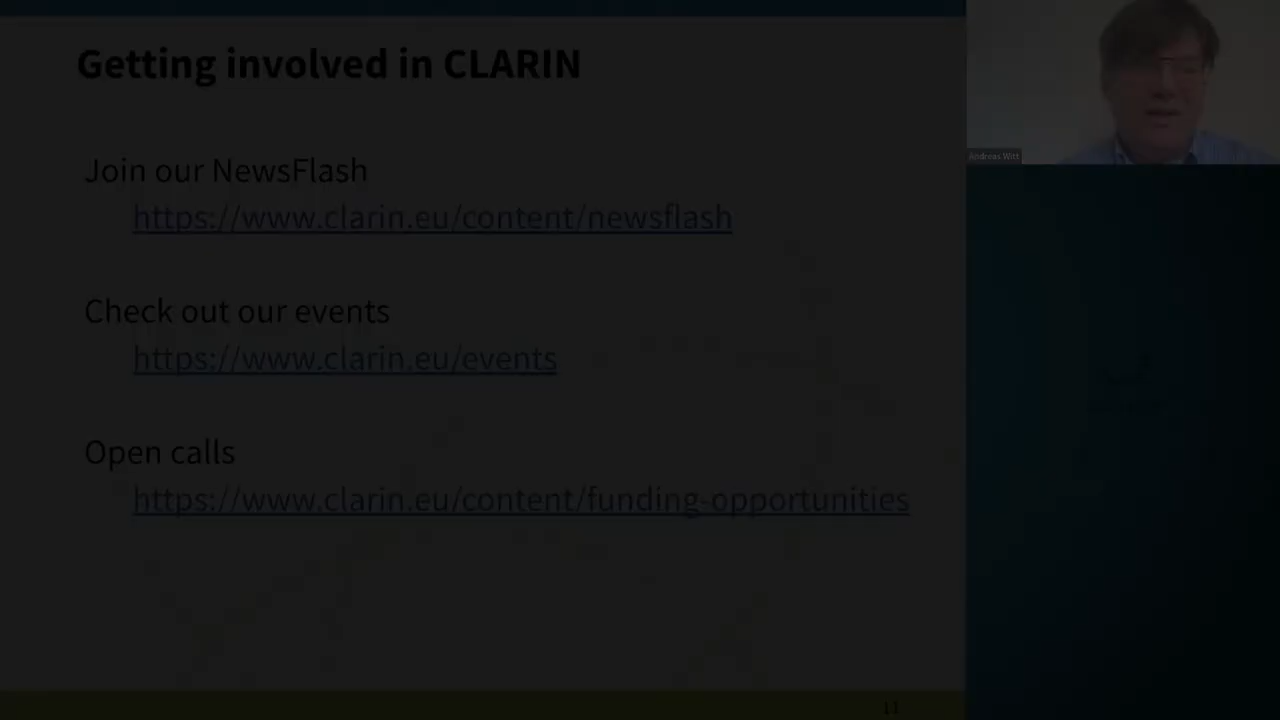 Getting involved in CLARIN
Andreas Witt
Join our NewsFlash
https://www.clarin.eu/content/newsflash
Check out our events
https://www.clarin.eu/events
Open calls
https://www.clarin.eu/content/funding-opportunities
11